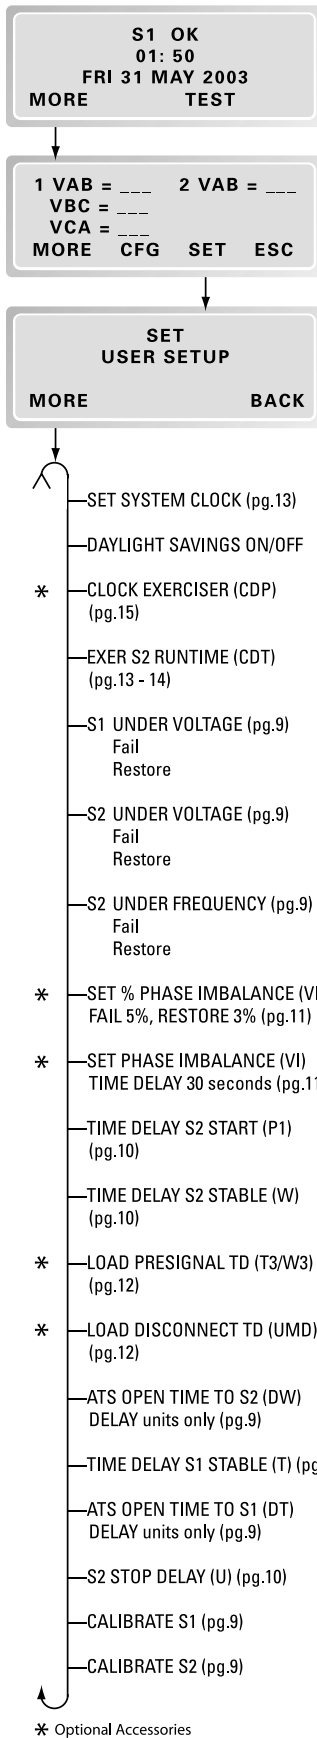 S1 OK
01: 50
FRI 31 MAY 2003
MORE TEST
1 VAB = _ _ _ 2 VAB = _ _ _
VBC = _ _ _
VCA = _ _ _
MORE CFG SET ESC
SET
USER SETUP
MORE BACK
SET SYSTEM CLOCK (pg.13)
DAYLIGHT SAVINGS ON/OFF
* CLOCK EXERCISER (CDP)
(pg.15)
EXER S2 RUNTIME (CDT)
(pg.13 - 14)
S1 UNDER VOLTAGE (pg.9)
Fail
Restore
S2 UNDER VOLTAGE (pg.9)
Fail
Restore
S2 UNDER FREQUENCY (pg.9)
Fail
Restore
* SET % PHASE IMBALANCE (VI
FAIL 5%, RESTORE 3% (pg.11)
* SET PHASE IMBALANCE (VI)
TIME DELAY 30 seconds (pg.11
TIME DELAY S2 START (P1)
(pg.10)
TIME DELAY S2 STABLE (W)
(pg.10)
* LOAD PRESIGNAL TD (T3/W3)
(pg.12)
* LOAD DISCONNECT TD (UMD)
(pg.12)
ATS OPEN TIME TO S2 (DW)
DELAY units only (pg.9)
TIME DELAY S1 STABLE (T) (pg
ATS OPEN TIME TO S1 (DT)
DELAY units only (pg.9)
S2 STOP DELAY (U) (pg.10)
CALIBRATE S1 (pg.9)
CALIBRATE S2 (pg.9)
* Optional Accessories